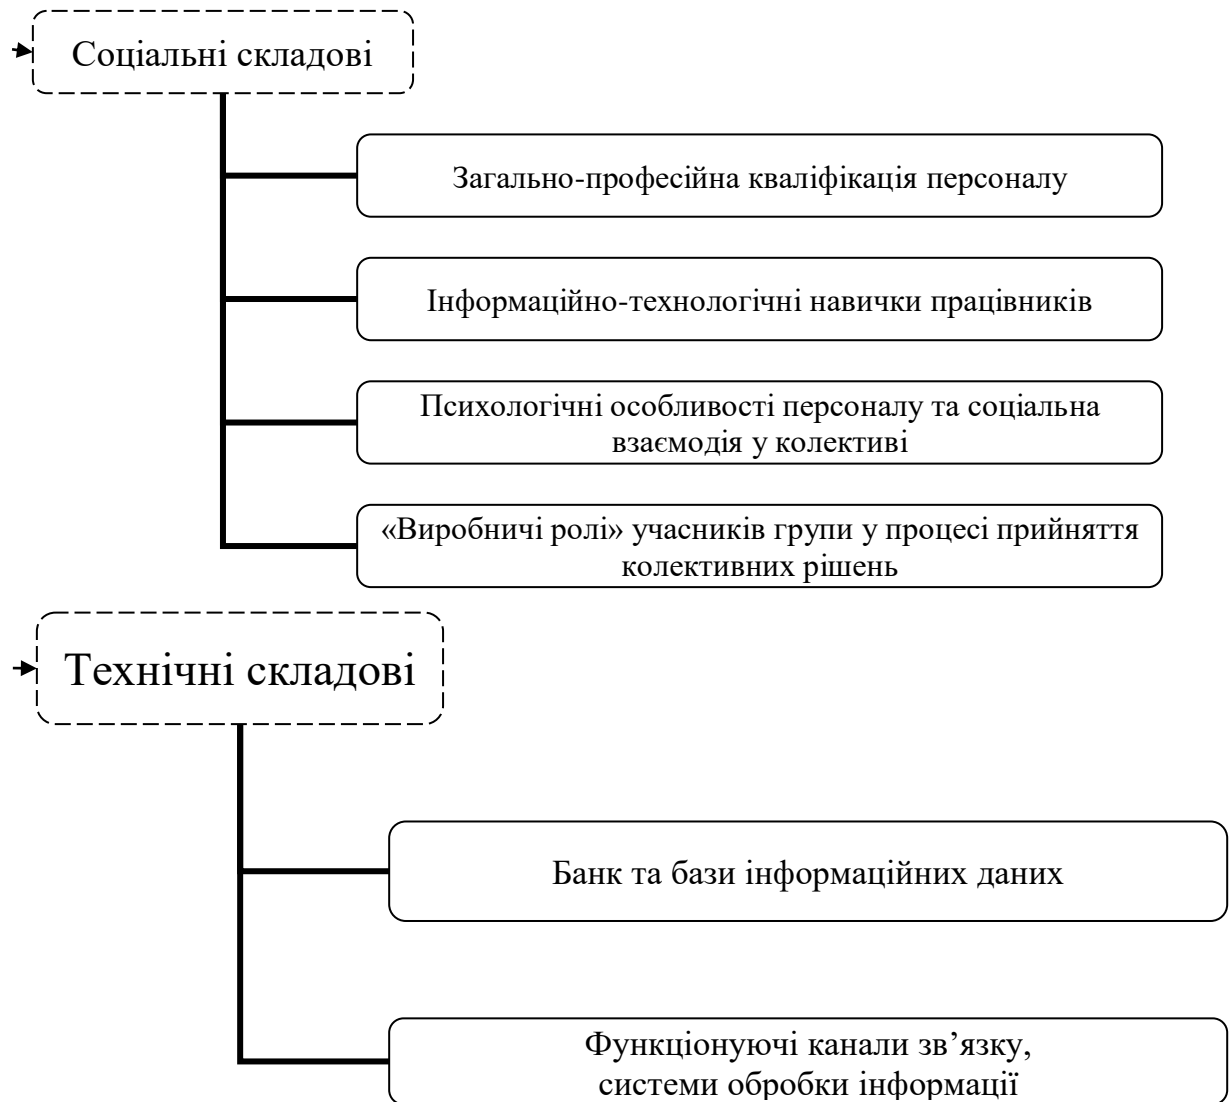 Соціальні складові
Загально-професійна кваліфікація персоналу
Інформаційно-технологічні навички працівників
Психологічні особливості персоналу та соціальна
взаємодія у колективі
«Виробничі ролі» учасників групи у процесі прийняття
колективних рішень
Технічні складові
Банк та бази інформаційних даних
Функціонуючі канали зв’язку,
системи обробки інформації